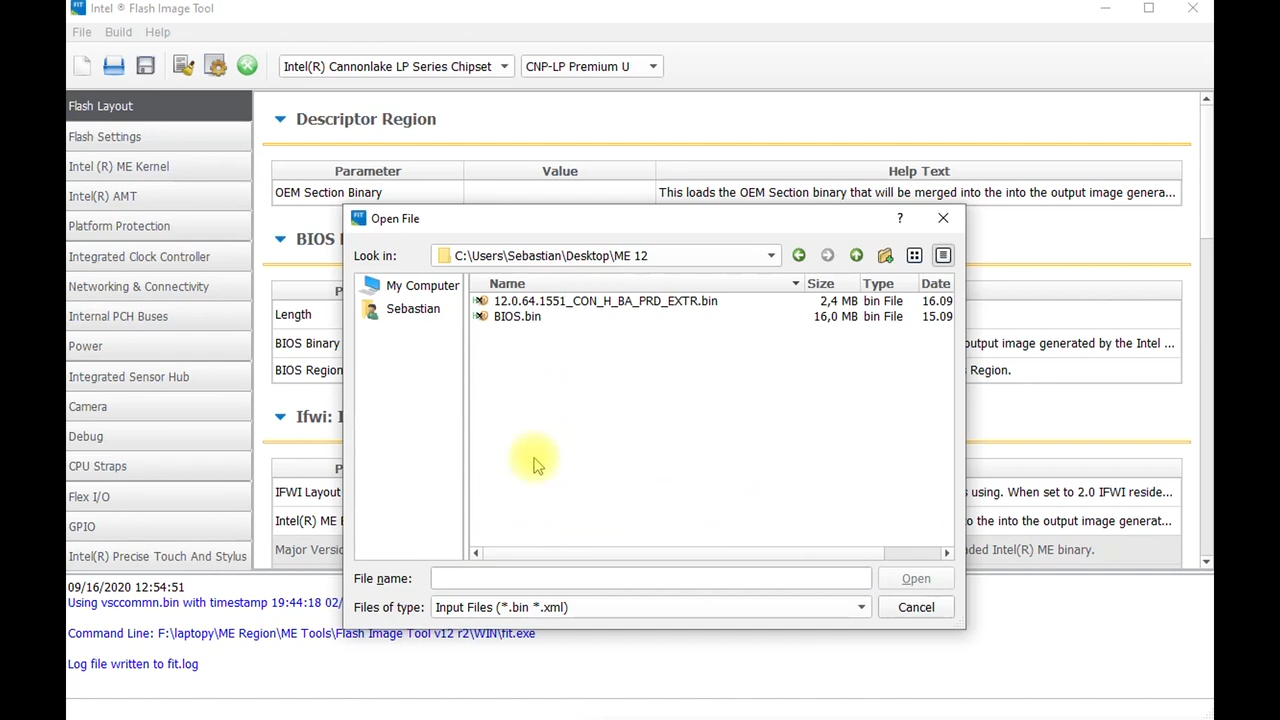 Intel ® Flash Image Tool
File Build Help
Intel(R) Cannonlake LP Series Chipset CNP-LP Premium U
Flash Layout
Flash Settings
Intel (R) ME Kernel
Intel(R) AMT
Platform Protection
Integrated Clock Controller
Networking & Connectivity
Internal PCH Buses
Power
Integrated Sensor Hub
Camera
Debug
CPU Straps
Flex I/O
GPIO
Intel(R) Precise Touch And Stylus
Descriptor Region
Parameter Value Help Text
OEM Section Binary This loads the OEM Section binary that will be merged into the into the output image genera...
BIOS
Length
BIOS Binary output image generated by the Intel ...
BIOS Region Region.
Ifwi:
IFWI Layout using. When set to 2.0 IFWI reside...
Intel(R) ME to the into the output image generat...
Major Versio ded Intel(R) ME binary.
FIT Open File ?
Look in: C:\Users\Sebastian\Desktop\ME 12
My Computer
Sebastian
Name Size Type Date
12.0.64.1551_CON_H_BA_PRD_EXTR.bin 2,4 MB bin File 16.09
BIOS.bin 16,0 MB bin File 15.09
File name: Open
Files of type: Input Files (*.bin *.xml) Cancel
09/16/2020 12:54:51
Using vsccommn.bin with timestamp 19:44:18 02/
Command Line: F:\laptopy\ME Region\ME Tools\Flash Image Tool v12 r2\WIN\fit.exe
Log file written to fit.log